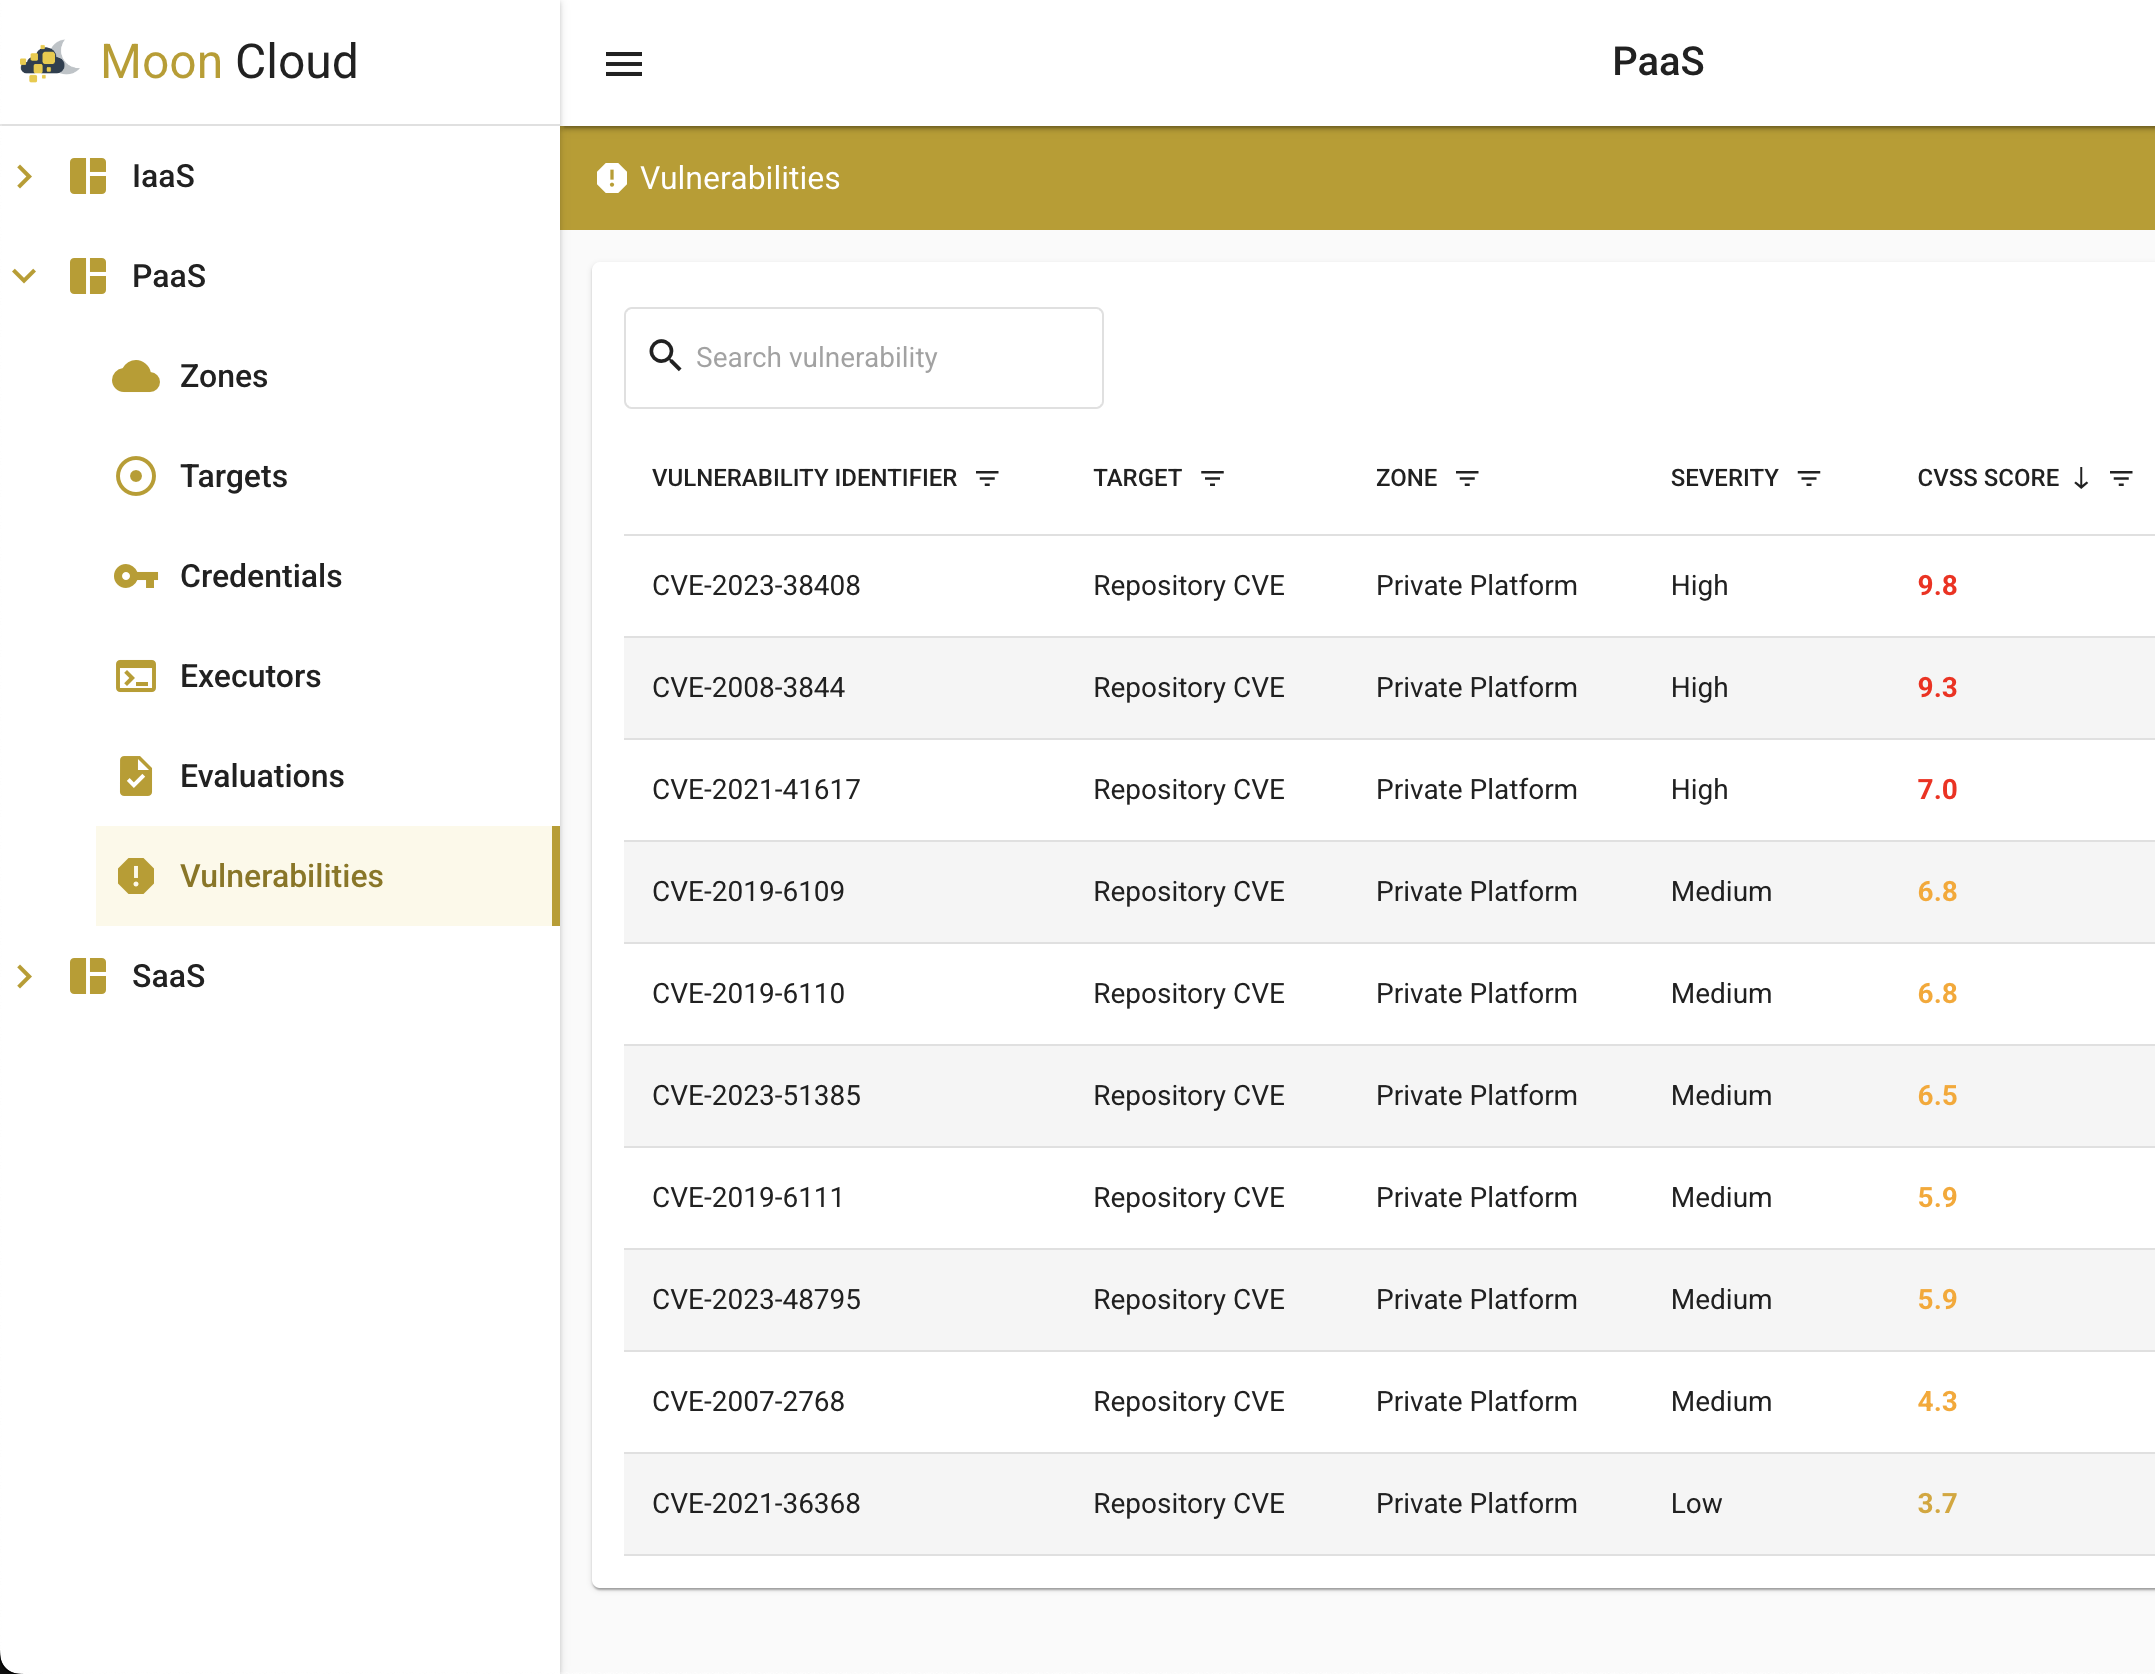 Moon Cloud
PaaS
IaaS
PaaS
Zones
Targets
Credentials
Executors
Evaluations
Vulnerabilities
SaaS
Vulnerabilities
Search vulnerability
VULNERABILITY IDENTIFIER TARGET ZONE SEVERITY CVSS SCORE
CVE-2023-38408 Repository CVE Private Platform High 9.8
CVE-2008-3844 Repository CVE Private Platform High 9.3
CVE-2021-41617 Repository CVE Private Platform High 7.0
CVE-2019-6109 Repository CVE Private Platform Medium 6.8
CVE-2019-6110 Repository CVE Private Platform Medium 6.8
CVE-2023-51385 Repository CVE Private Platform Medium 6.5
CVE-2019-6111 Repository CVE Private Platform Medium 5.9
CVE-2023-48795 Repository CVE Private Platform Medium 5.9
CVE-2007-2768 Repository CVE Private Platform Medium 4.3
CVE-2021-36368 Repository CVE Private Platform Low 3.7